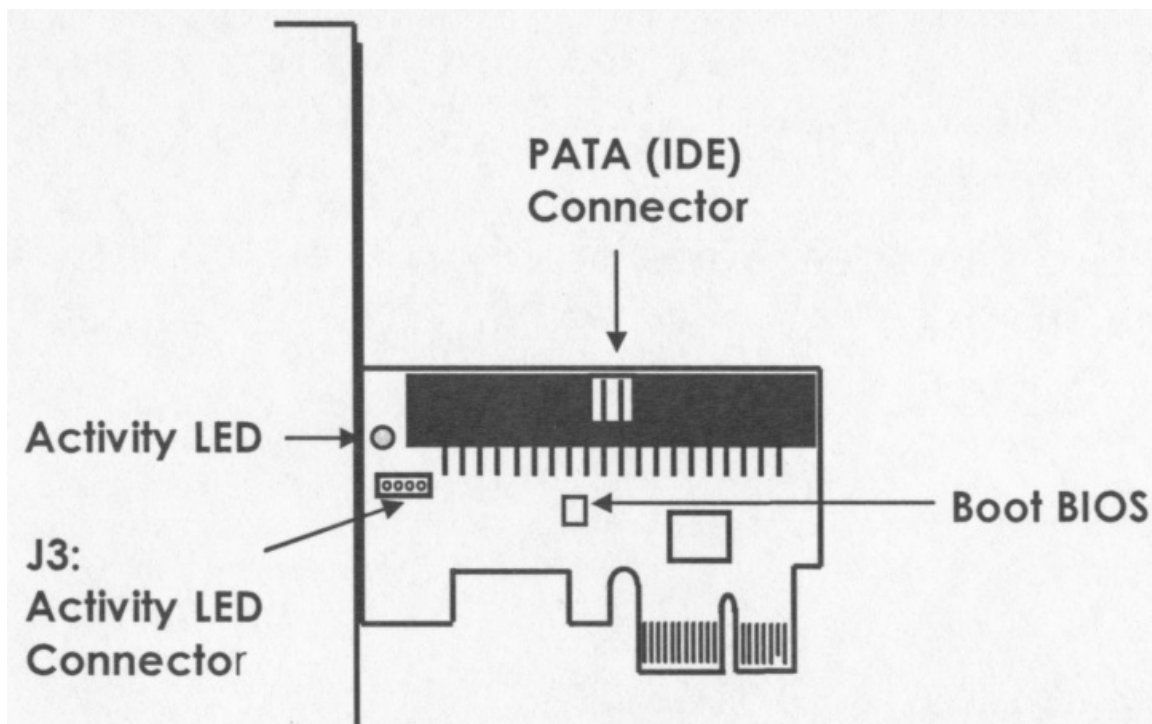 PATA (IDE)
Connector
Activity LED
Boot BIOS
J3:
Activity LED
Connector